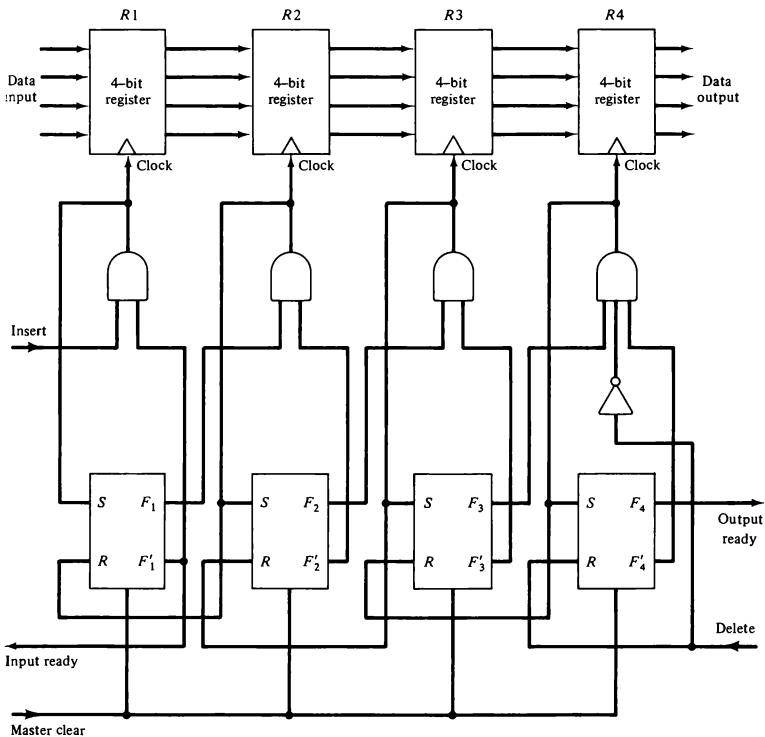 R1 R2 R3 R4
Data
input
4–bit
register
4–bit
register
4–bit
register
4–bit
register
Data
output
Clock Clock Clock Clock
Insert
S F₁ S F₂ S F₃ S F₄
R F′₁ R F′₂ R F′₃ R F′₄
Output
ready
Delete
Input ready
Master clear